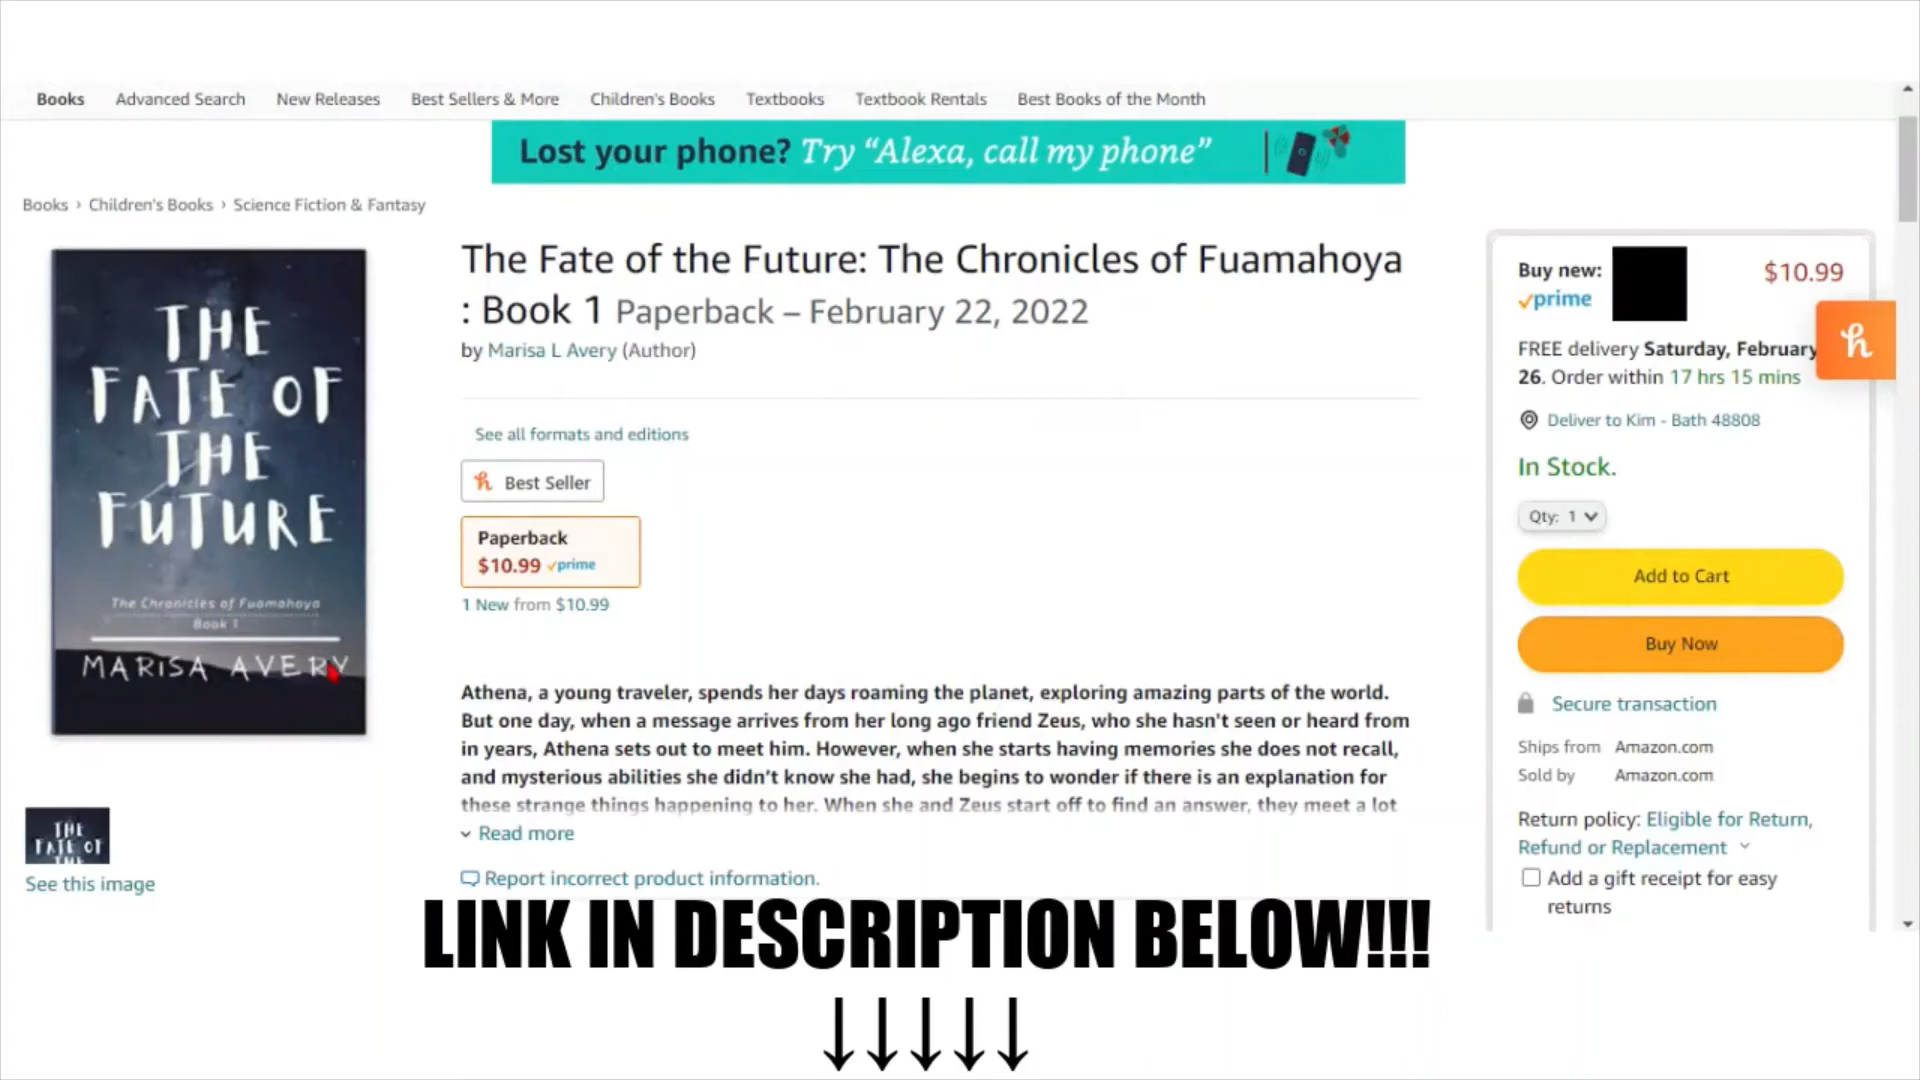 Books Advanced Search New Releases Best Sellers & More Children's Books Textbooks Textbook Rentals Best Books of the Month
Lost your phone? Try “Alexa, call my phone”
Books › Children's Books › Science Fiction & Fantasy
THE
FATE OF
THE
FUTURE
The Chronicles of Fuamahoya
Book 1
MARISA AVERY
THE
FATE OF
THE
See this image
The Fate of the Future: The Chronicles of Fuamahoya
: Book 1 Paperback – February 22, 2022
by Marisa L Avery (Author)
See all formats and editions
Best Seller
Paperback
$10.99 prime
1 New from $10.99
Athena, a young traveler, spends her days roaming the planet, exploring amazing parts of the world.
But one day, when a message arrives from her long ago friend Zeus, who she hasn't seen or heard from
in years, Athena sets out to meet him. However, when she starts having memories she does not recall,
and mysterious abilities she didn’t know she had, she begins to wonder if there is an explanation for
these strange things happening to her. When she and Zeus start off to find an answer, they meet a lot
Read more
Report incorrect product information.
Buy new: $10.99
prime
FREE delivery Saturday, February
26. Order within 17 hrs 15 mins
Deliver to Kim - Bath 48808
In Stock.
Qty: 1
Add to Cart
Buy Now
Secure transaction
Ships from Amazon.com
Sold by Amazon.com
Return policy: Eligible for Return,
Refund or Replacement
Add a gift receipt for easy
returns
LINK IN DESCRIPTION BELOW!!!
↓↓↓↓↓